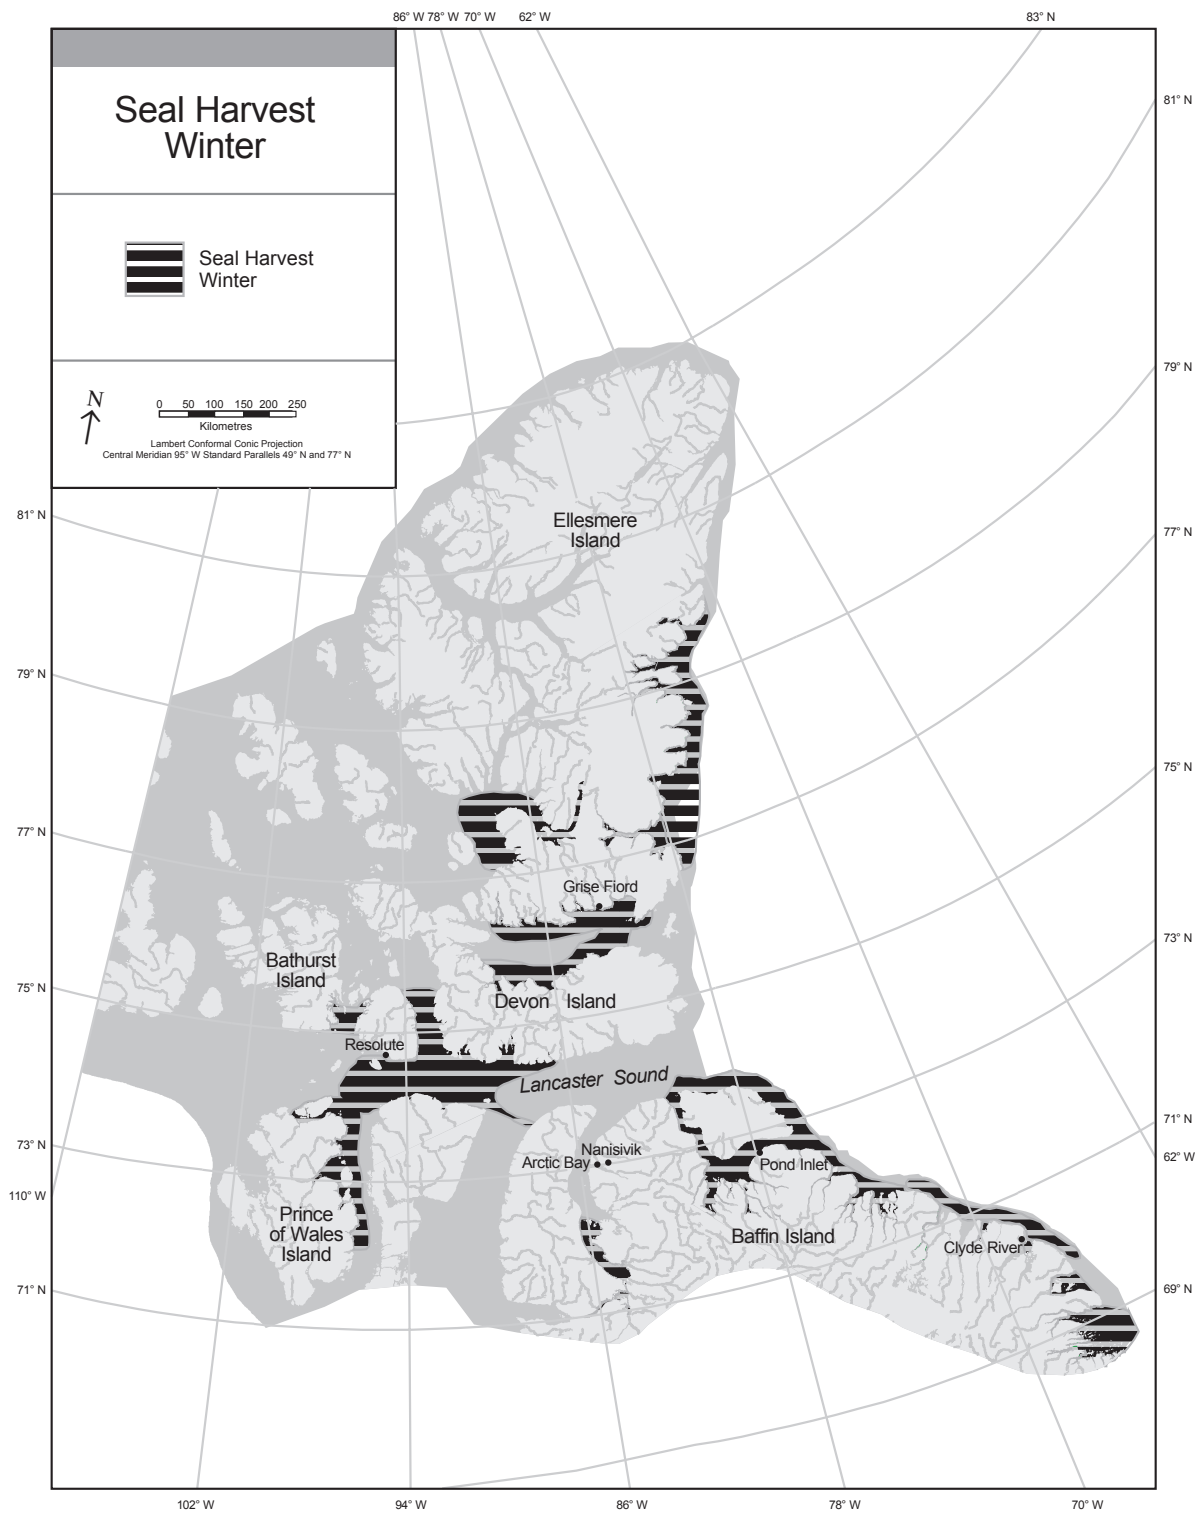 86° W 78° W 70° W 62° W 83° N
Seal Harvest
Winter
Seal Harvest
Winter
N
0 50 100 150 200 250
Kilometres
Lambert Conformal Conic Projection
Central Meridian 95° W Standard Parallels 49° N and 77° N
81° N
79° N
77° N
75° N
73° N
71° N
62° W
69° N
81° N
79° N
77° N
75° N
73° N
110° W
71° N
Ellesmere
Island
Grise Fiord
Bathurst
Island
Devon Island
Resolute
Lancaster Sound
Nanisivik
Arctic Bay
Pond Inlet
Prince
of Wales
Island
Baffin Island
Clyde River
102° W 94° W 86° W 78° W 70° W